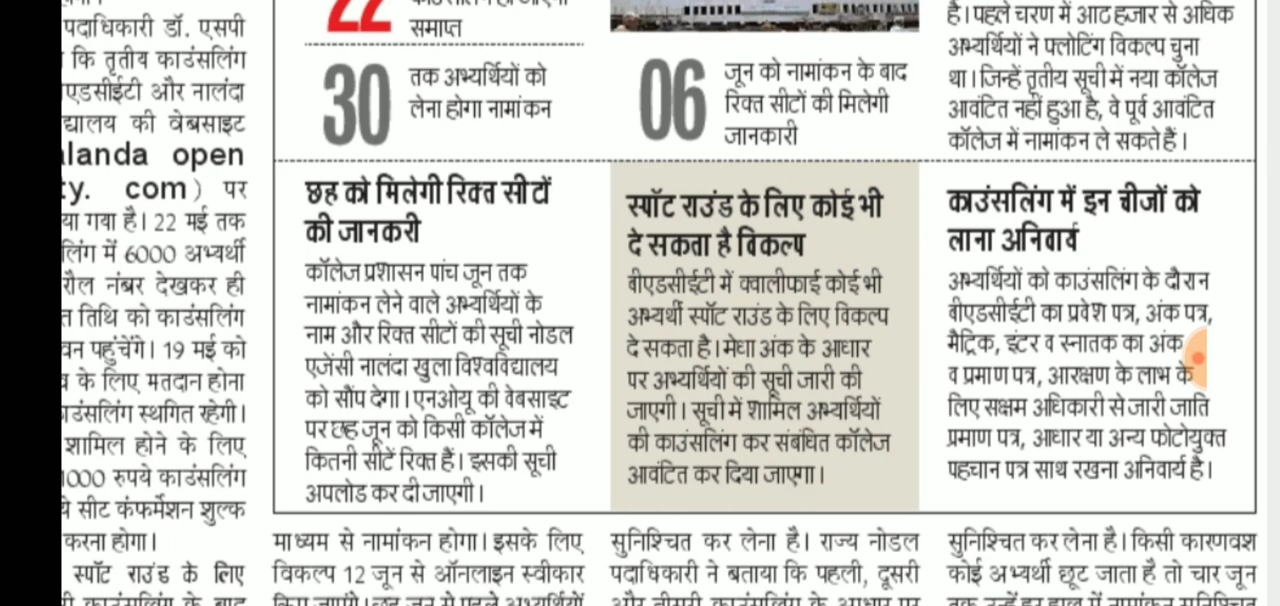 पदाधिकारी डॉ. एसपी
कि तृतीय काउंसलिंग
एडसीईटी और नालंदा
द्यालय की वेबसाइट
alanda open
ty. com) पर
या गया है। 22 मई तक
लिंग में 6000 अभ्यर्थी
रौल नंबर देखकर ही
त तिथि को काउंसलिंग
वन पहुंचेंगे। 19 मई को
व के लिए मतदान होना
गउंसलिंग स्थगित रहेगी।
शामिल होने के लिए
1000 रुपये काउंसलिंग
ये सीट कंफर्मेशन शुल्क
करना होगा।
स्पॉट राउंड के लिए
22
समाप्त
30 तक अभ्यर्थियों को
लेना होगा नामांकन
06 जून को नामांकन के बाद
रिक्त सीटों की मिलेगी
जानकारी
है। पहले चरण में आठ हजार से अधिक
अभ्यर्थियों ने फ्लोटिंग विकल्प चुना
था। जिन्हें तृतीय सूची में नया कॉलेज
आवंटित नहीं हुआ है, वे पूर्व आवंटित
कॉलेज में नामांकन ले सकते हैं।
छह को मिलेगी रिक्त सीटों
की जानकरी
कॉलेज प्रशासन पांच जून तक
नामांकन लेने वाले अभ्यर्थियों के
नाम और रिक्त सीटों की सूची नोडल
एजेंसी नालंदा खुला विश्वविद्यालय
को सौंप देगा। एनओयू की वेबसाइट
पर छह जून को किसी कॉलेज में
कितनी सीटें रिक्त हैं। इसकी सूची
अपलोड कर दी जाएगी।
स्पॉट राउंड के लिए कोई भी
दे सकता है विकल्प
बीएडसीईटी में क्वालीफाई कोई भी
अभ्यर्थी स्पॉट राउंड के लिए विकल्प
दे सकता है। मेधा अंक के आधार
पर अभ्यर्थियों की सूची जारी की
जाएगी। सूची में शामिल अभ्यर्थियों
की काउंसलिंग कर संबंधित कॉलेज
आवंटित कर दिया जाएगा।
काउंसलिंग में इन चीजों को
लाना अनिवार्य
अभ्यर्थियों को काउंसलिंग के दौरान
बीएडसीईटी का प्रवेश पत्र, अंक पत्र,
मैट्रिक, इंटर व स्नातक का अंक
व प्रमाण पत्र, आरक्षण के लाभ के
लिए सक्षम अधिकारी से जारी जाति
प्रमाण पत्र, आधार या अन्य फोटोयुक्त
पहचान पत्र साथ रखना अनिवार्य है।
माध्यम से नामांकन होगा। इसके लिए
विकल्प 12 जून से ऑनलाइन स्वीकार
सुनिश्चित कर लेना है। राज्य नोडल
पदाधिकारी ने बताया कि पहली, दूसरी
सुनिश्चित कर लेना है। किसी कारणवश
कोई अभ्यर्थी छूट जाता है तो चार जून